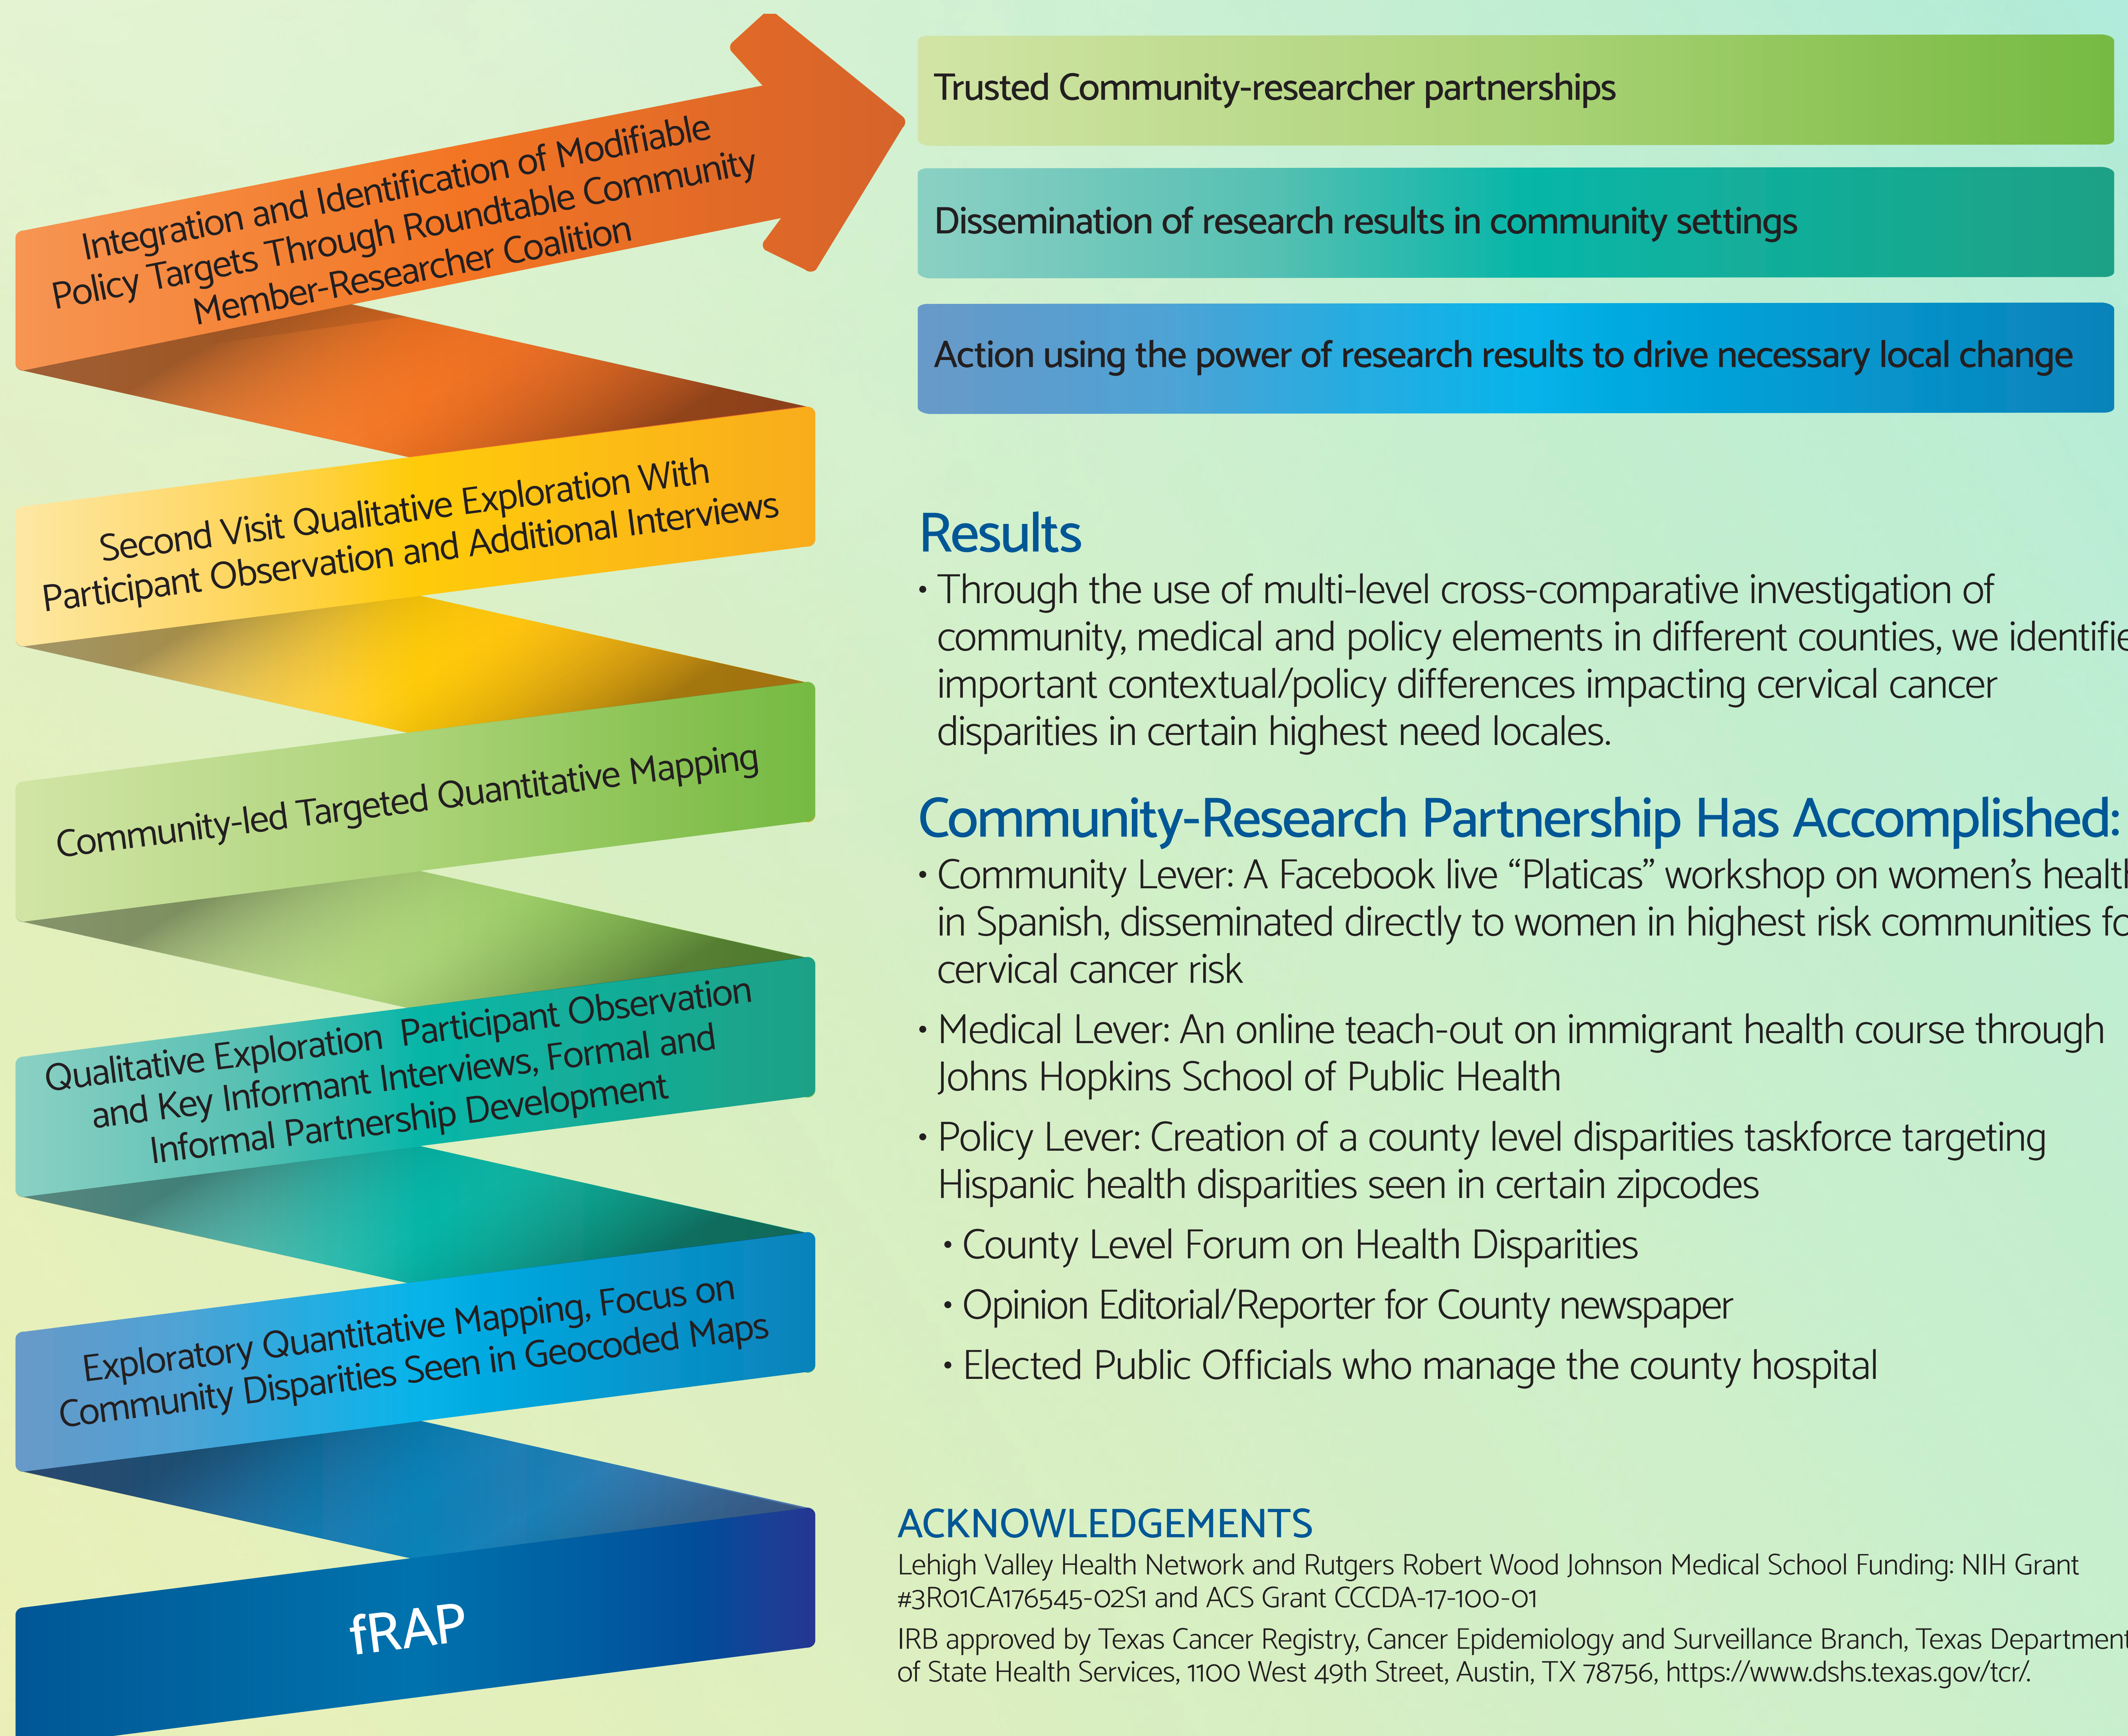 Integration and Identification of Modifiable
Policy Targets Through Roundtable Community
Member-Researcher Coalition
Second Visit Qualitative Exploration With
Participant Observation and Additional Interviews
Community-led Targeted Quantitative Mapping
Qualitative Exploration Participant Observation
and Key Informant Interviews, Formal and
Informal Partnership Development
Exploratory Quantitative Mapping, Focus on
Community Disparities Seen in Geocoded Maps
fRAP
Trusted Community-researcher partnerships
Dissemination of research results in community settings
Action using the power of research results to drive necessary local change
Results
• Through the use of multi-level cross-comparative investigation of
community, medical and policy elements in different counties, we identifie
important contextual/policy differences impacting cervical cancer
disparities in certain highest need locales.
Community-Research Partnership Has Accomplished:
• Community Lever: A Facebook live “Platicas” workshop on women’s health
in Spanish, disseminated directly to women in highest risk communities fo
cervical cancer risk
• Medical Lever: An online teach-out on immigrant health course through
Johns Hopkins School of Public Health
• Policy Lever: Creation of a county level disparities taskforce targeting
Hispanic health disparities seen in certain zipcodes
• County Level Forum on Health Disparities
• Opinion Editorial/Reporter for County newspaper
• Elected Public Officials who manage the county hospital
ACKNOWLEDGEMENTS
Lehigh Valley Health Network and Rutgers Robert Wood Johnson Medical School Funding: NIH Grant
#3R01CA176545-02S1 and ACS Grant CCCDA-17-100-01
IRB approved by Texas Cancer Registry, Cancer Epidemiology and Surveillance Branch, Texas Department
of State Health Services, 1100 West 49th Street, Austin, TX 78756, https://www.dshs.texas.gov/tcr/.